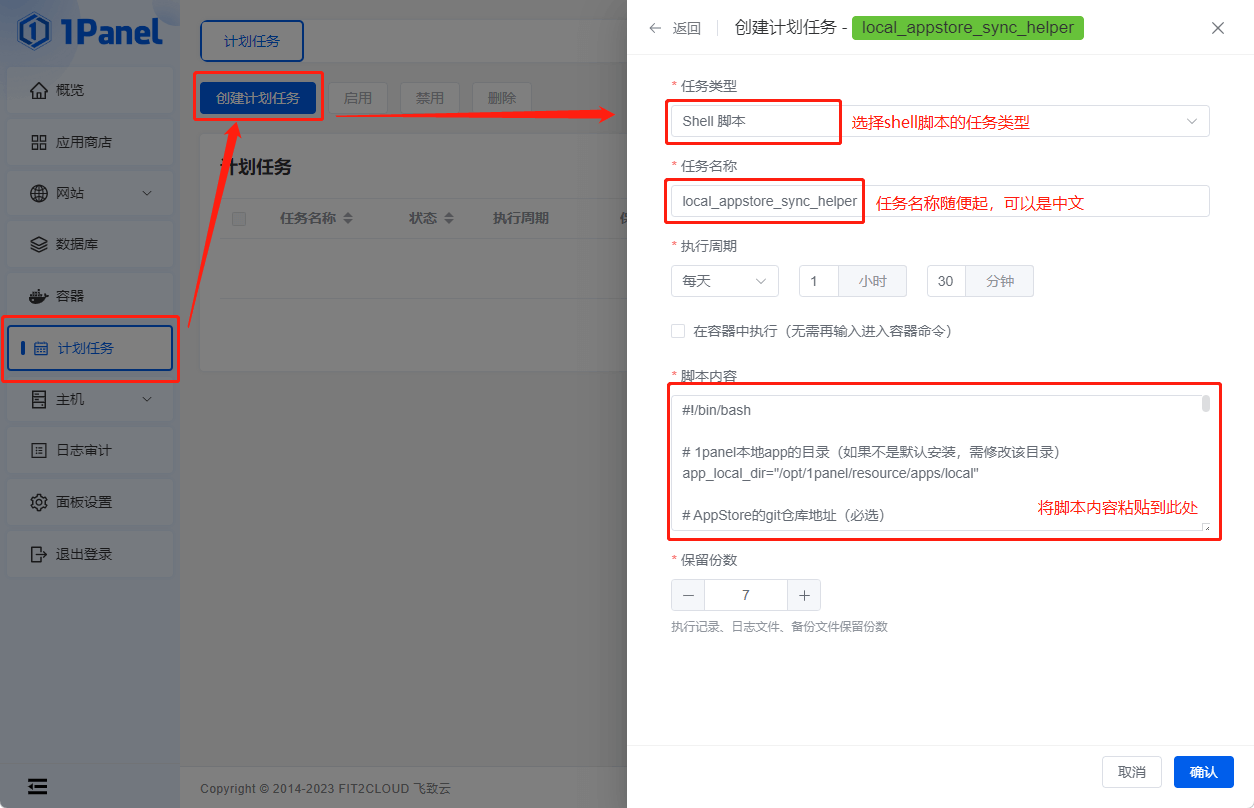 1Panel
概览
应用商店
网站
数据库
容器
计划任务
主机
日志审计
面板设置
退出登录
计划任务
创建计划任务
启用
禁用
删除
计划任务
任务名称
状态
执行周期
Copyright © 2014-2023 FIT2CLOUD 飞致云
返回
创建计划任务 - local_appstore_sync_helper
* 任务类型
Shell 脚本
选择shell脚本的任务类型
* 任务名称
local_appstore_sync_helper
任务名称随便起，可以是中文
* 执行周期
每天
1 小时
30 分钟
在容器中执行（无需再输入进入容器命令）
* 脚本内容
#!/bin/bash
# 1panel本地app的目录（如果不是默认安装，需修改该目录）
app_local_dir="/opt/1panel/resource/apps/local"
# AppStore的git仓库地址（必选）
将脚本内容粘贴到此处
* 保留份数
7
执行记录、日志文件、备份文件保留份数
取消
确认